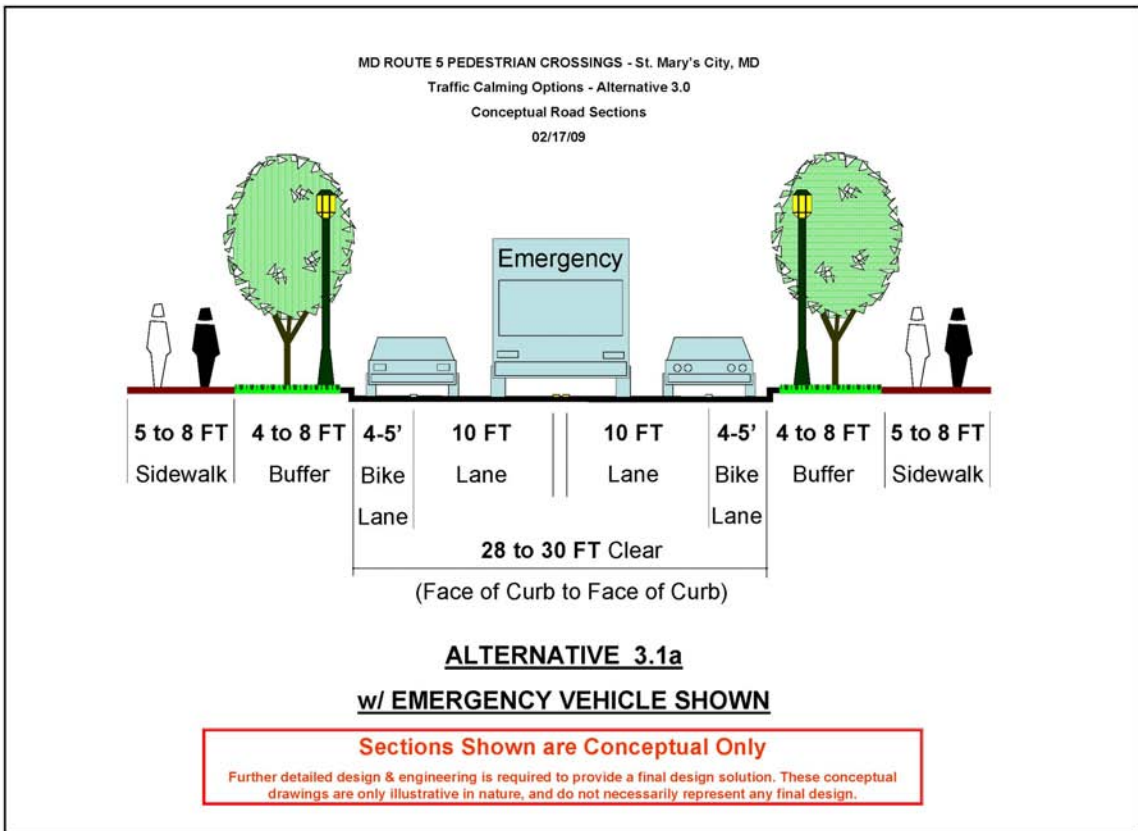 MD ROUTE 5 PEDESTRIAN CROSSINGS - St. Mary's City, MD
Traffic Calming Options - Alternative 3.0
Conceptual Road Sections
02/17/09
Emergency
5 to 8 FT 4 to 8 FT 4-5’ 10 FT 10 FT 4-5’ 4 to 8 FT 5 to 8 FT
Sidewalk Buffer Bike Lane Lane Bike Buffer Sidewalk
Lane Lane
28 to 30 FT Clear
(Face of Curb to Face of Curb)
ALTERNATIVE 3.1a
w/ EMERGENCY VEHICLE SHOWN
Sections Shown are Conceptual Only
Further detailed design & engineering is required to provide a final design solution. These conceptual
drawings are only illustrative in nature, and do not necessarily represent any final design.